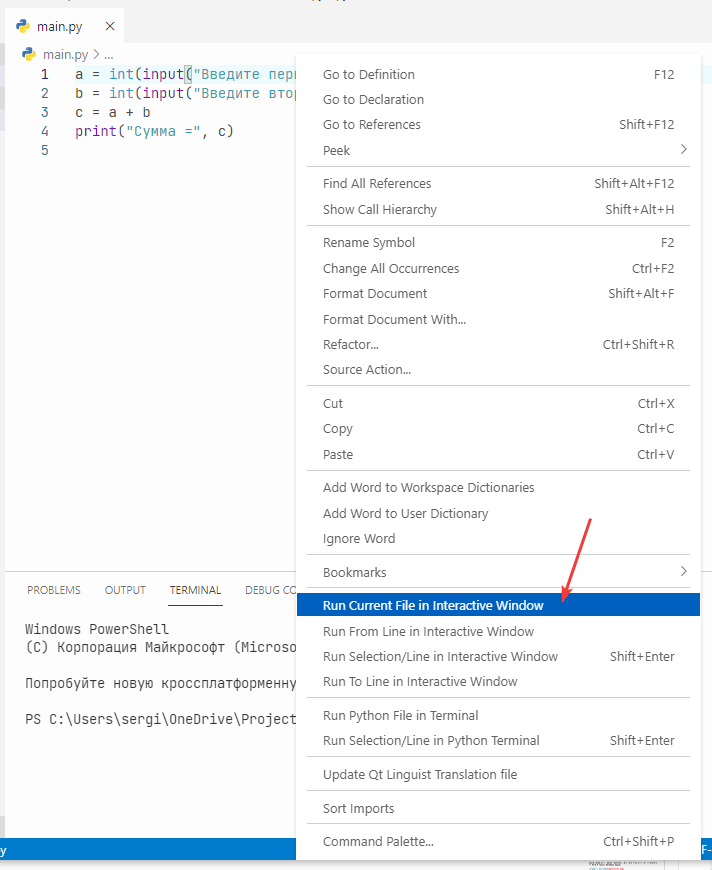 main.py
main.py > ...
1 a = int(input("Введите
2 b = int(input("Введите
3 c = a + b
4 print("Сумма =", c)
5
Go to Definition F12
Go to Declaration
Go to References Shift+F12
Peek
Find All References Shift+Alt+F12
Show Call Hierarchy Shift+Alt+H
Rename Symbol F2
Change All Occurrences Ctrl+F2
Format Document Shift+Alt+F
Format Document With...
Refactor... Ctrl+Shift+R
Source Action...
Cut Ctrl+X
Copy Ctrl+C
Paste Ctrl+V
Add Word to Workspace Dictionaries
Add Word to User Dictionary
Ignore Word
Bookmarks
Run Current File in Interactive Window
Run From Line in Interactive Window
Run Selection/Line in Interactive Window Shift+Enter
Run To Line in Interactive Window
Run Python File in Terminal
Run Selection/Line in Python Terminal Shift+Enter
Update Qt Linguist Translation file
Sort Imports
Command Palette... Ctrl+Shift+P
PROBLEMS OUTPUT TERMINAL DEBUG CO
Windows PowerShell
(C) Корпорация Майкрософт (Microso
Попробуйте новую кроссплатформенну
PS C:\Users\sergi\OneDrive\Project